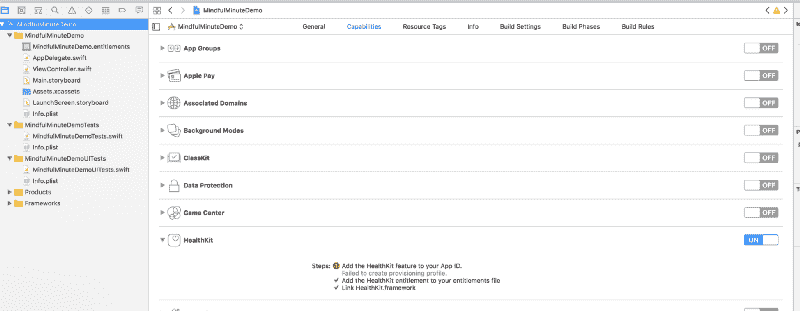 MindfulMinuteDemo
MindfulMinuteDemo
MindfulMinuteDemo.entitlements
AppDelegate.swift
ViewController.swift
Main.storyboard
Assets.xcassets
LaunchScreen.storyboard
Info.plist
MindfulMinuteDemoTests
MindfulMinuteDemoTests.swift
Info.plist
MindfulMinuteDemoUITests
MindfulMinuteDemoUITests.swift
Info.plist
Products
Frameworks
MindfulMinuteDemo
MindfulMinuteDemo
General Capabilities Resource Tags Info Build Settings Build Phases Build Rules
App Groups OFF
Apple Pay OFF
Associated Domains OFF
Background Modes OFF
ClassKit OFF
Data Protection OFF
Game Center OFF
HealthKit ON
Steps: Add the HealthKit feature to your App ID.
Failed to create provisioning profile.
✓ Add the HealthKit entitlement to your entitlements file
✓ Link HealthKit.framework